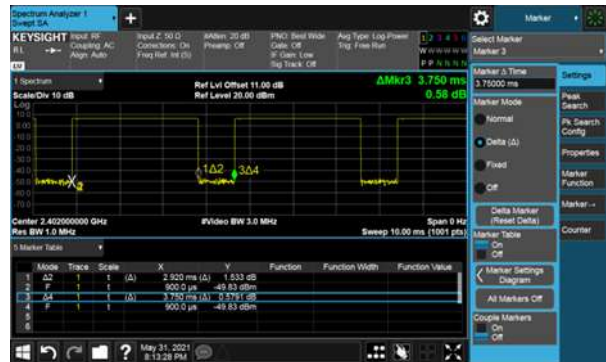 Spectrum Analyzer 1
Swept SA
Marker
KEYSIGHT Input: RF Input Z: 50 Ω #Atten: 20 dB PNO: Best Wide Avg Type: Log-Power 1 2 3 4 5 6
RL Coupling: AC Corrections: On Preamp: Off Gate: Off Trig: Free Run W W W W W W
Align: Auto Freq Ref: Int (S) IF Gain: Low P P N N N N
Sig Track: Off
Select Marker
Marker 3
1 Spectrum
Ref Lvl Offset 11.00 dB
ΔMkr3 3.750 ms
Scale/Div 10 dB
Ref Level 20.00 dBm
0.58 dB
Log
1Δ2 3Δ4
X2
Center 2.402000000 GHz
#Video BW 3.0 MHz
Span 0 Hz
Res BW 1.0 MHz
Sweep 10.00 ms (1001 pts)
5 Marker Table
Mode Trace Scale X Y Function Function Width Function Value
1 Δ2 1 t (Δ) 2.920 ms (Δ) 1.533 dB
2 F 1 t 900.0 µs -49.83 dBm
3 Δ4 1 t (Δ) 3.750 ms (Δ) 0.5791 dB
4 F 1 t 900.0 µs -49.83 dBm
5
6
May 31, 2021
8:13:28 PM
Marker Δ Time
3.75000 ms
Marker Mode
Normal
Delta (Δ)
Fixed
Off
Delta Marker
(Reset Delta)
Marker Table
On
Off
Marker Settings
Diagram
All Markers Off
Couple Markers
On
Off
Settings
Peak
Search
Pk Search
Config
Properties
Marker
Function
Marker→
Counter